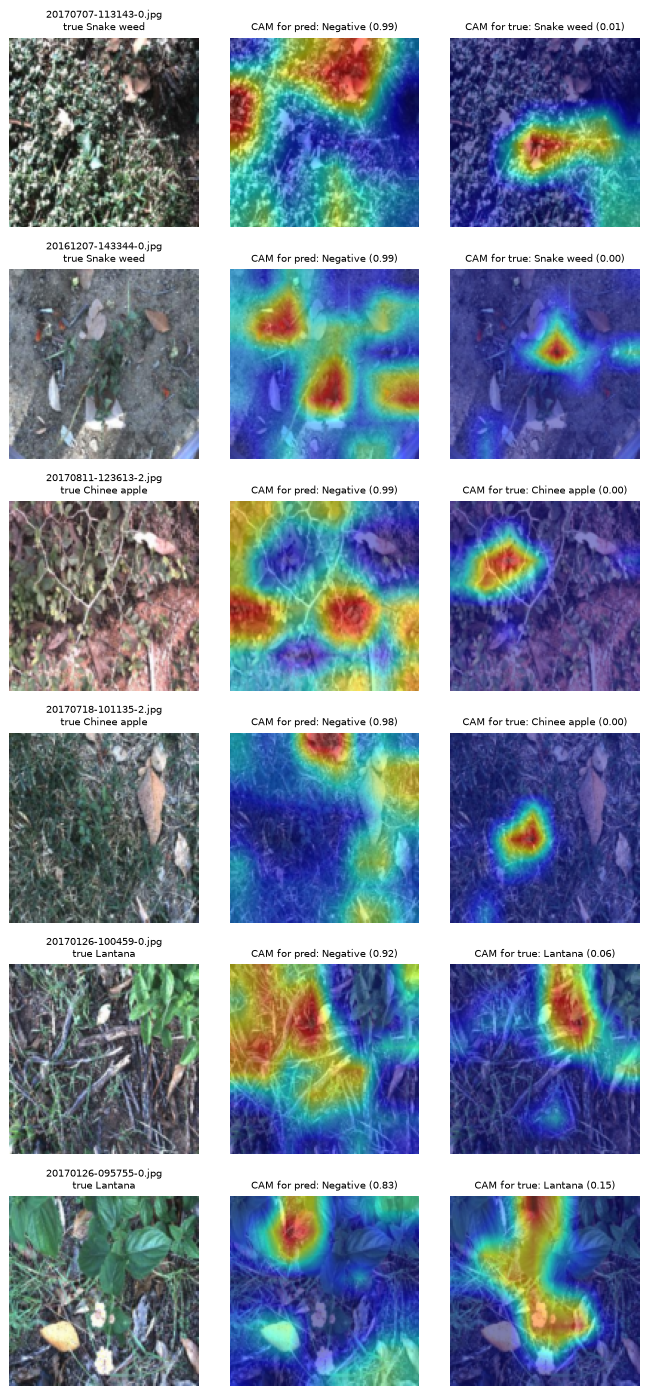 20170707-113143-0.jpg
true Snake weed
CAM for pred: Negative (0.99)
CAM for true: Snake weed (0.01)
20161207-143344-0.jpg
true Snake weed
CAM for pred: Negative (0.99)
CAM for true: Snake weed (0.00)
20170811-123613-2.jpg
true Chinee apple
CAM for pred: Negative (0.99)
CAM for true: Chinee apple (0.00)
20170718-101135-2.jpg
true Chinee apple
CAM for pred: Negative (0.98)
CAM for true: Chinee apple (0.00)
20170126-100459-0.jpg
true Lantana
CAM for pred: Negative (0.92)
CAM for true: Lantana (0.06)
20170126-095755-0.jpg
true Lantana
CAM for pred: Negative (0.83)
CAM for true: Lantana (0.15)